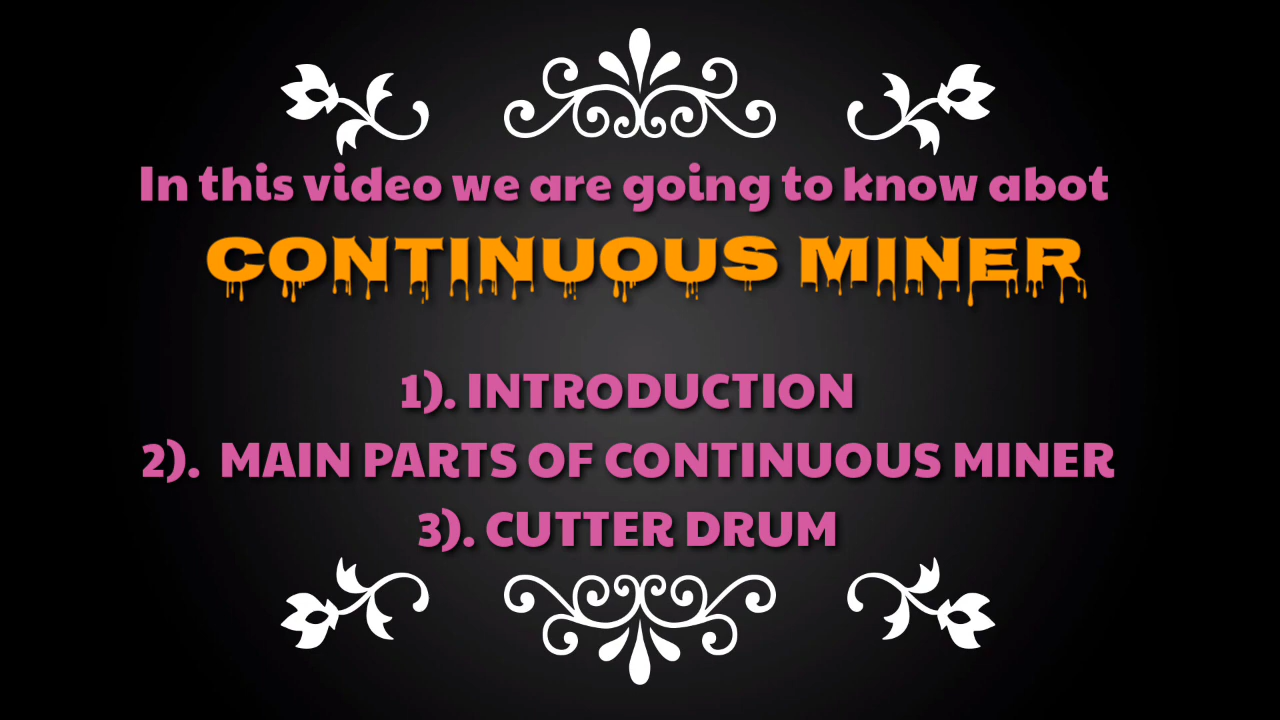 In this video we are going to know abot
CONTINUOUS MINER
1). INTRODUCTION
2). MAIN PARTS OF CONTINUOUS MINER
3). CUTTER DRUM